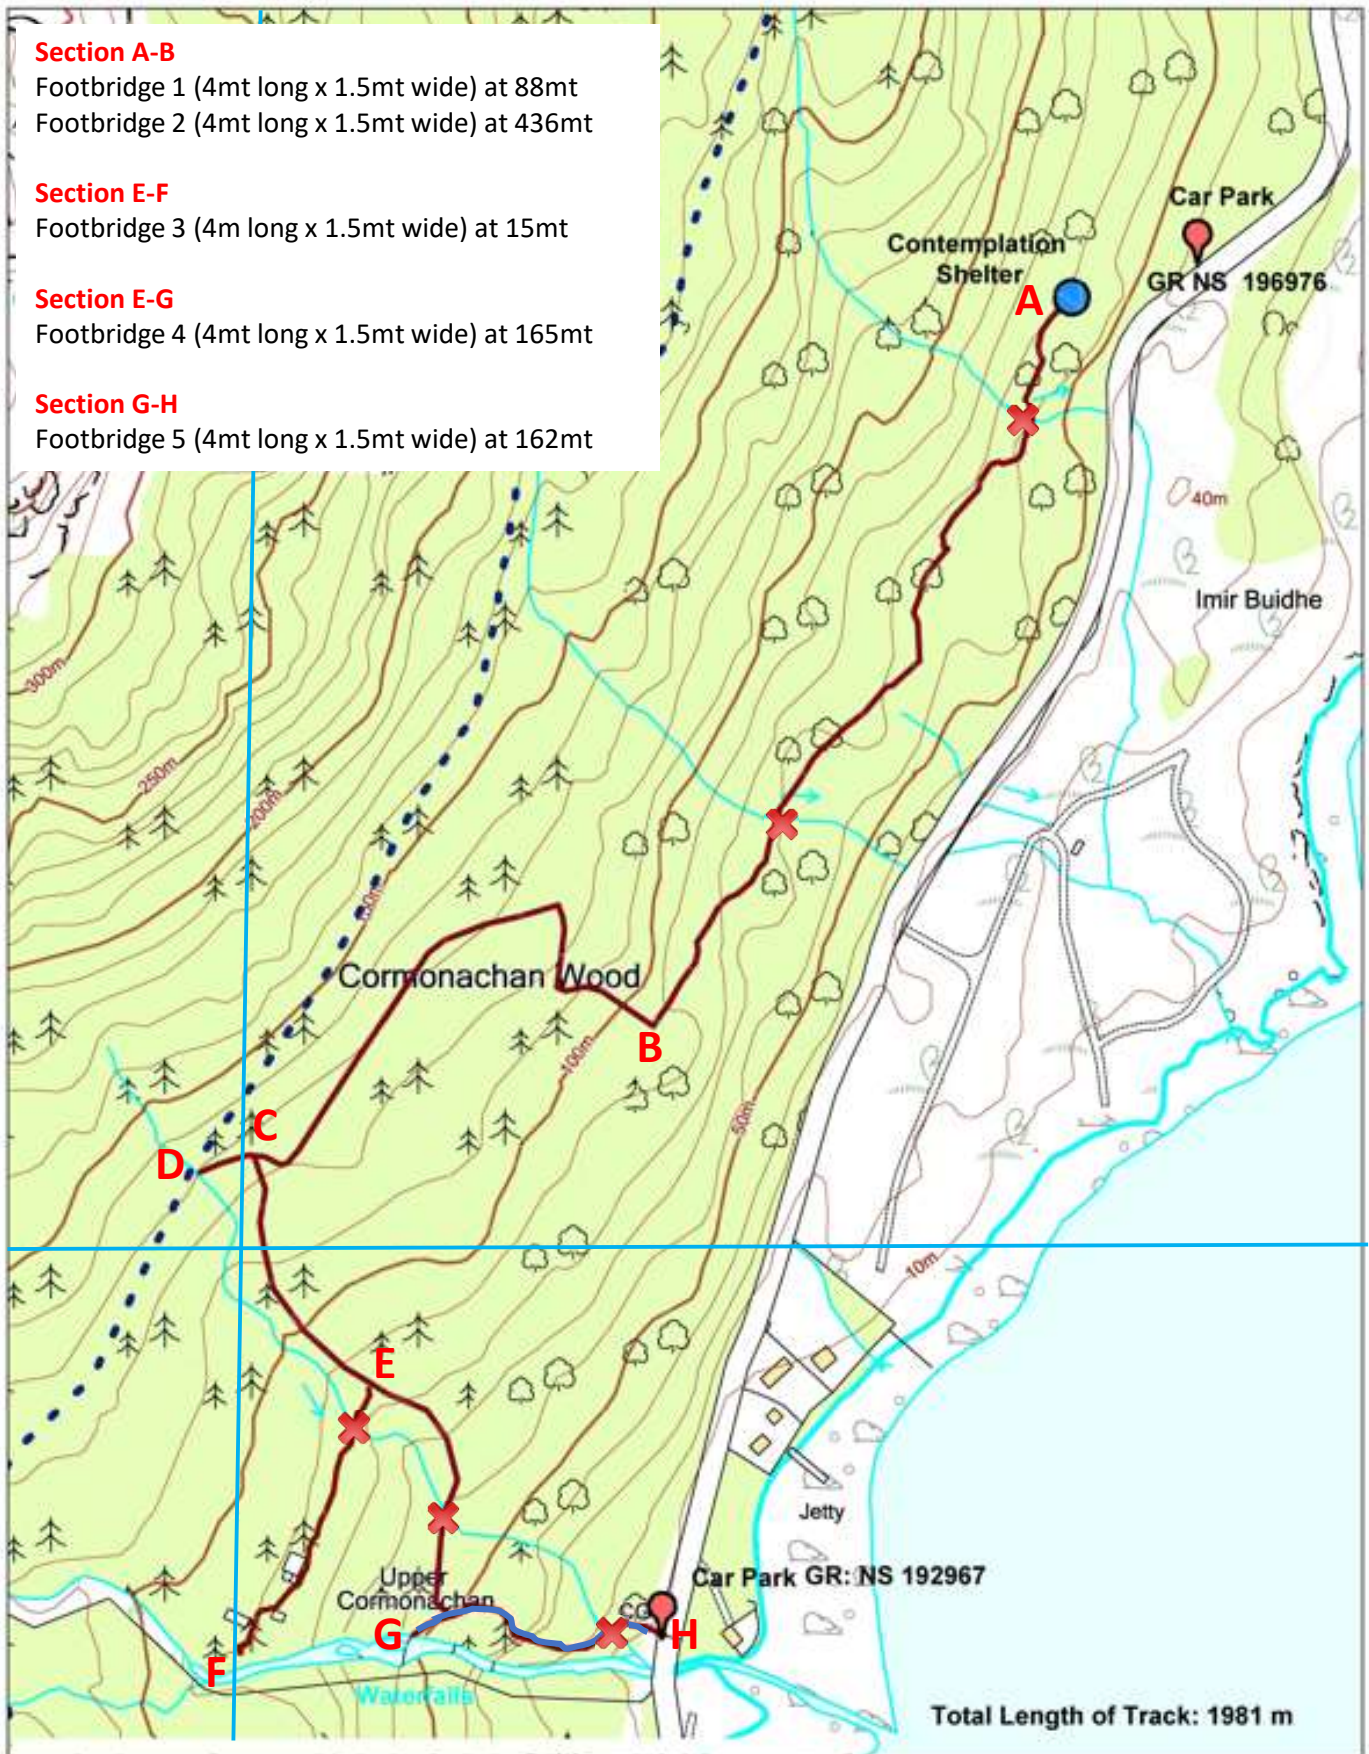 Section A-B
Footbridge 1 (4mt long x 1.5mt wide) at 88mt
Footbridge 2 (4mt long x 1.5mt wide) at 436mt
Section E-F
Footbridge 3 (4m long x 1.5mt wide) at 15mt
Section E-G
Footbridge 4 (4mt long x 1.5mt wide) at 165mt
Section G-H
Footbridge 5 (4mt long x 1.5mt wide) at 162mt
Car Park
GR NS 196976
Contemplation
Shelter
A
40m
Imir Buidhe
300m
250m
200m
Cormonachan Wood
B
100m
50m
C
D
10m
E
Jetty
Upper
Cormonachan
Car Park GR: NS 192967
G
H
F
Waterfalls
Total Length of Track: 1981 m